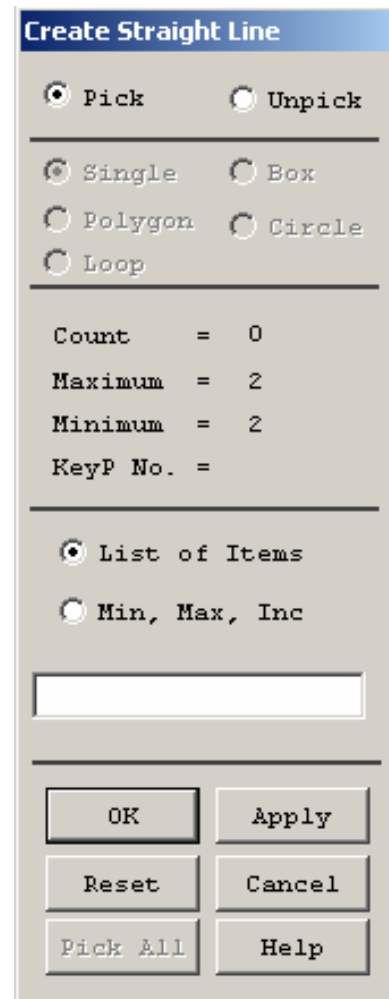 Create Straight Line
Pick Unpick
Single Box
Polygon Circle
Loop
Count = 0
Maximum = 2
Minimum = 2
KeyP No. =
List of Items
Min, Max, Inc
OK Apply
Reset Cancel
Pick All Help